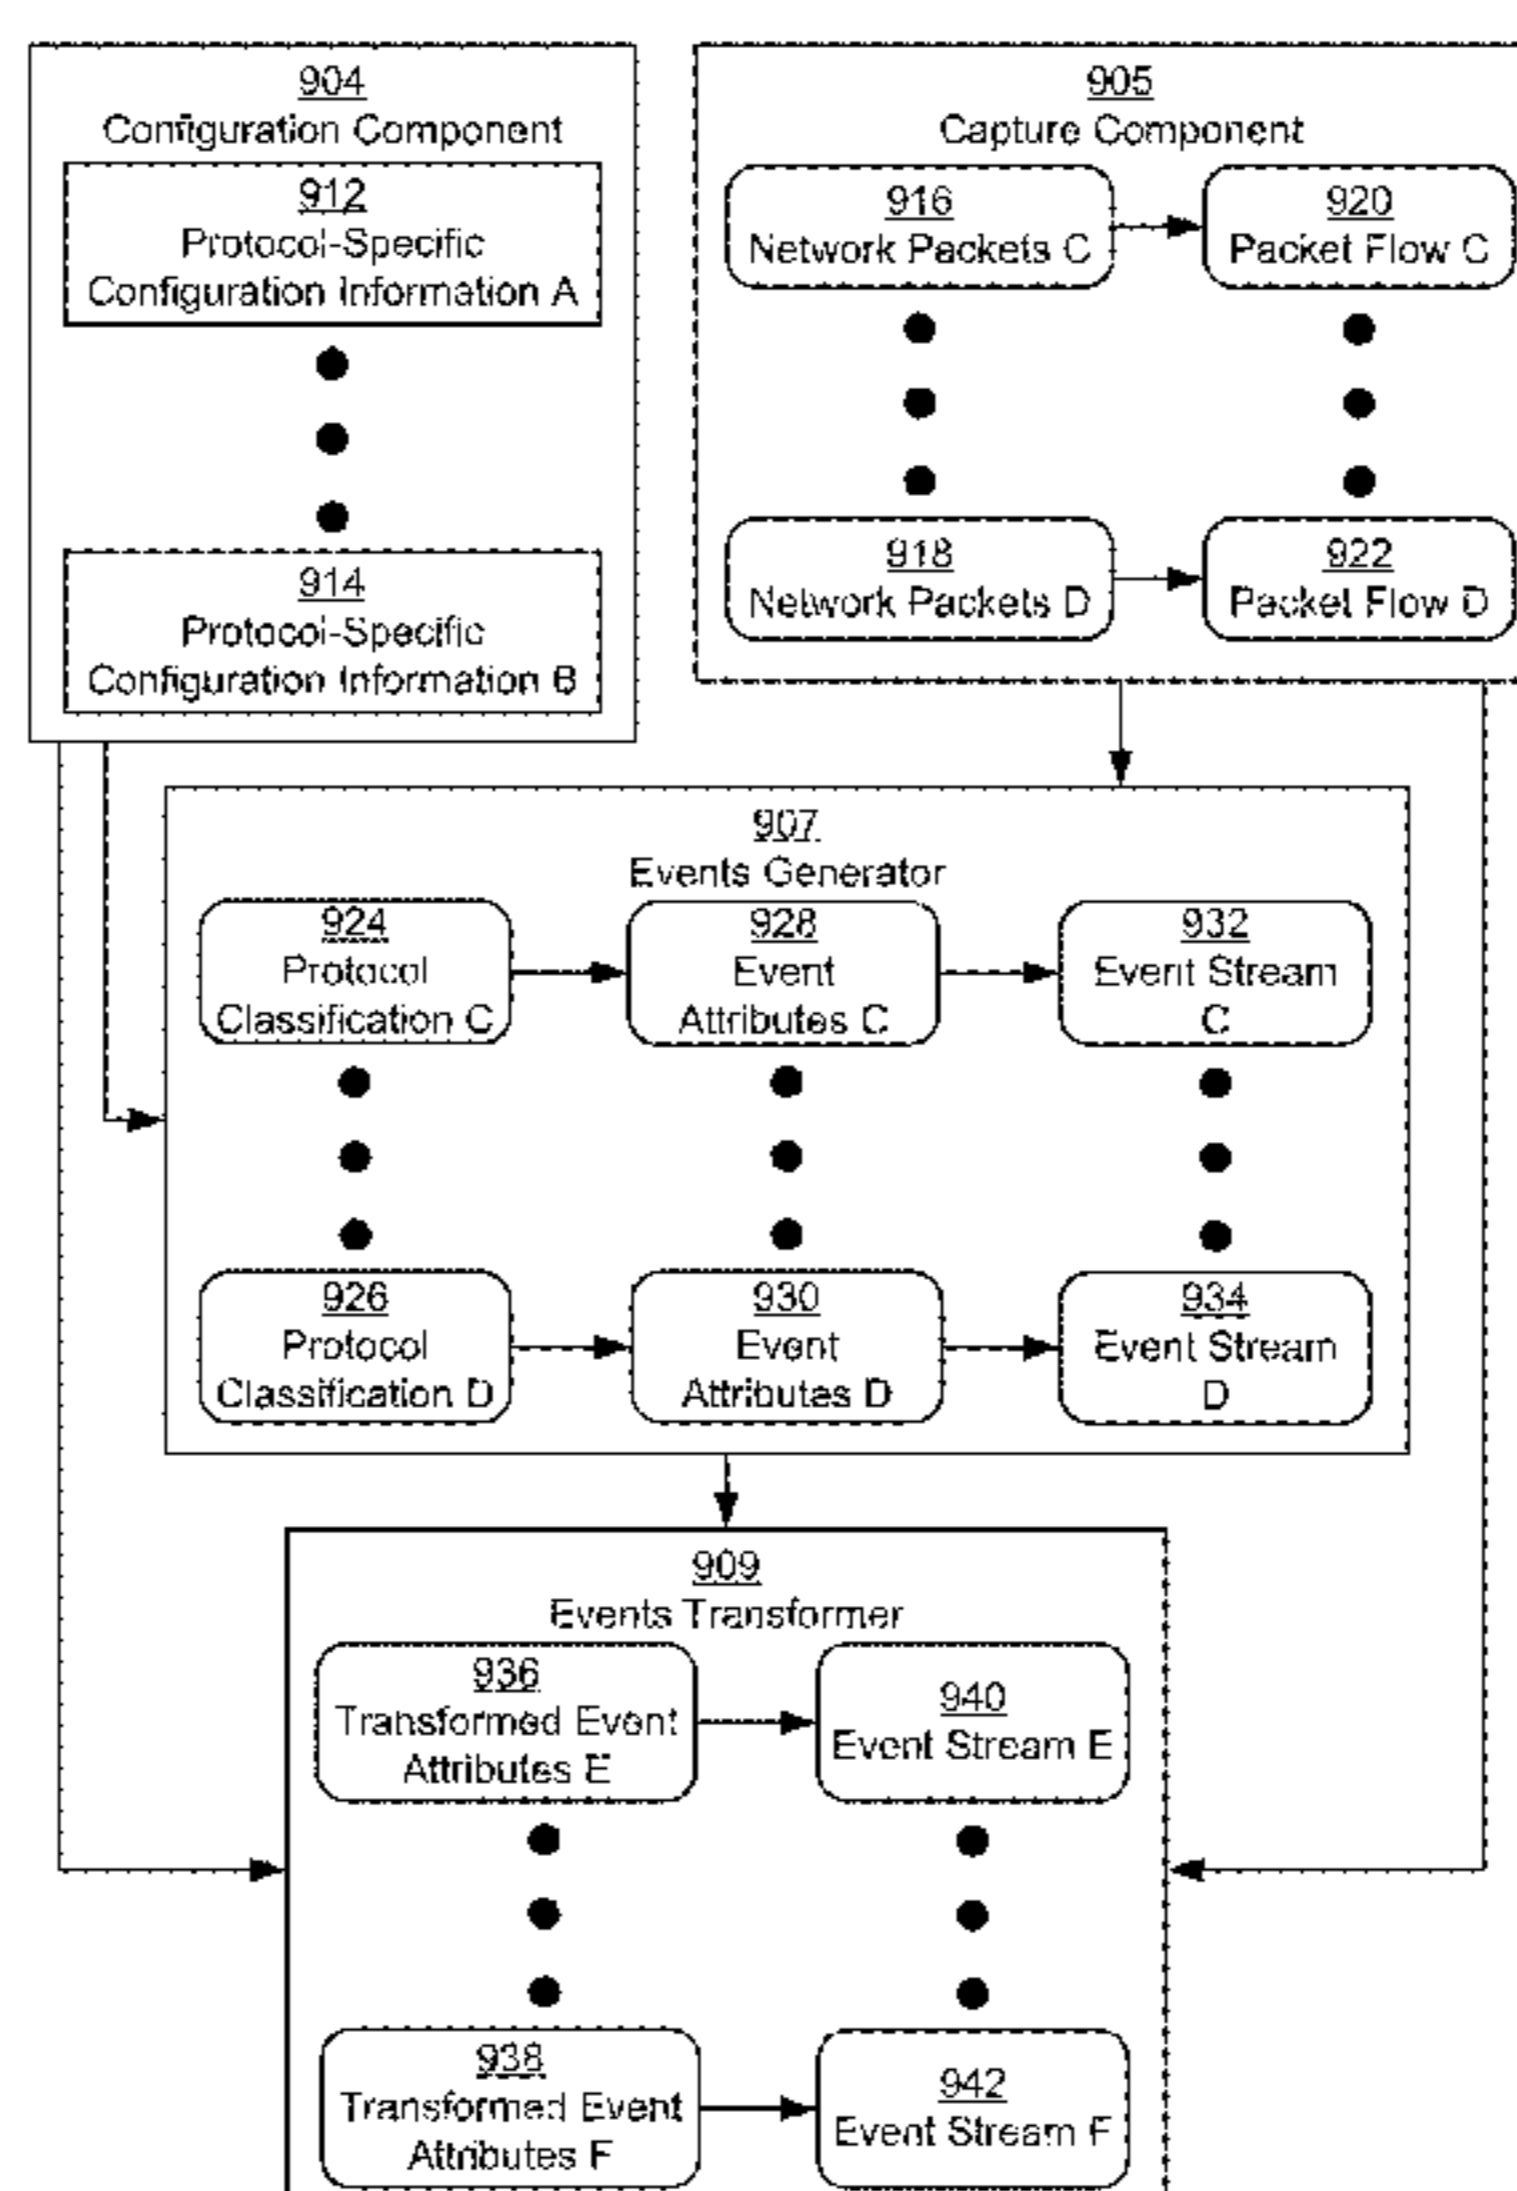 904
Configuration Component
912
Protocol-Specific
Configuration Information A
914
Protocol-Specific
Configuration Information B
905
Capture Component
916
Network Packets C
920
Packet Flow C
918
Network Packets D
922
Packet Flow D
907
Events Generator
924
Protocol
Classification C
928
Event
Attributes C
932
Event Stream
C
926
Protocol
Classification D
930
Event
Attributes D
934
Event Stream
D
909
Events Transformer
936
Transformed Event
Attributes E
940
Event Stream E
938
Transformed Event
Attributes F
942
Event Stream F